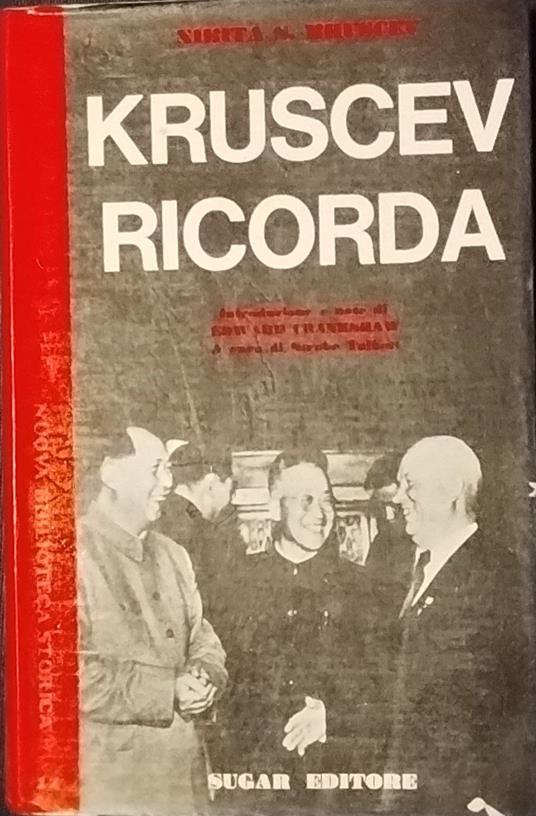 NIKITA S. KRUSCEV
KRUSCEV
RICORDA
Introduzione e note di
EDWARD CRANKSHAW
A cura di Strobe Talbott
NUOVA BIBLIOTECA STORICA
SUGAR EDITORE